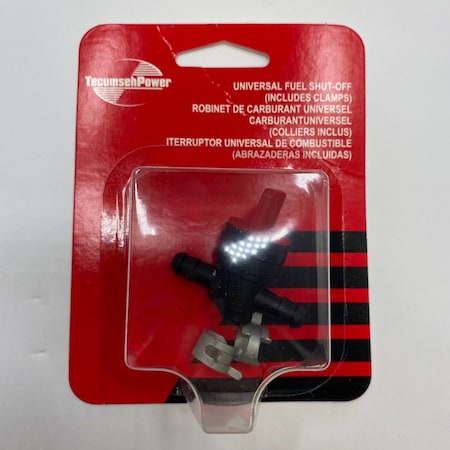 TecumsehPower
UNIVERSAL FUEL SHUT-OFF
(INCLUDES CLAMPS)
ROBINET DE CARBURANT UNIVERSEL
CARBURANTUNIVERSEL
(COLLIERS INCLUS)
ITERRUPTOR UNIVERSAL DE COMBUSTIBLE
(ABRAZADERAS INCLUIDAS)